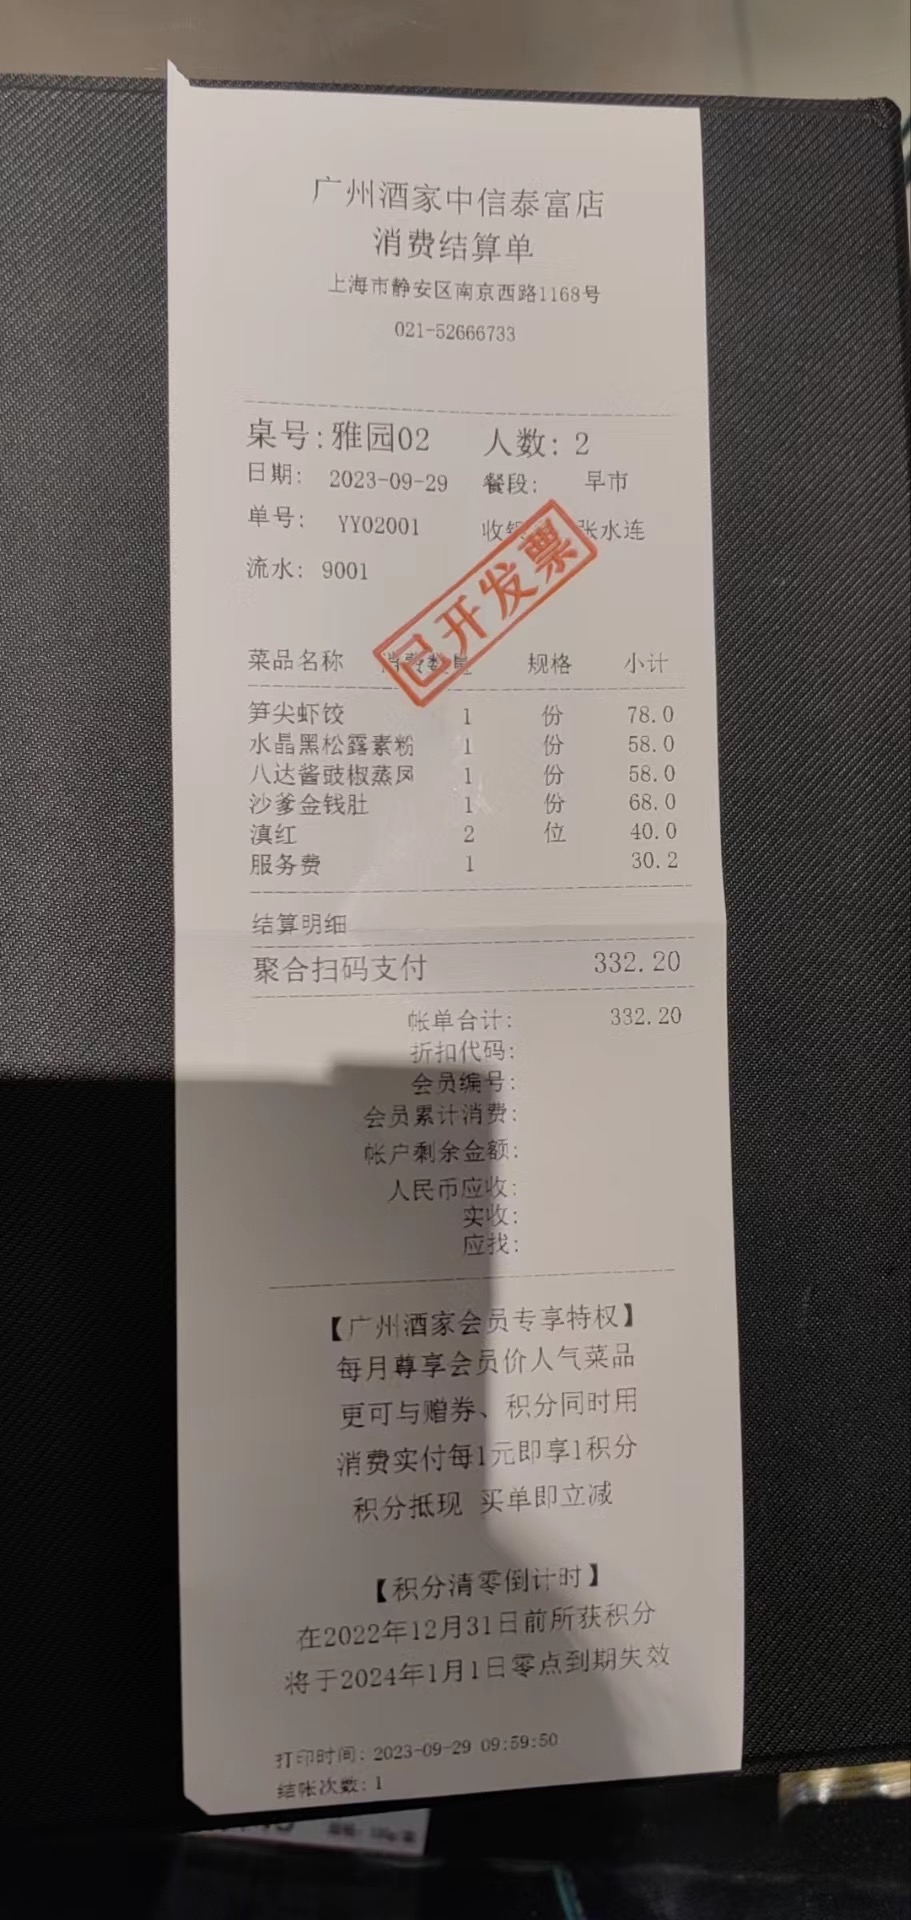 广州酒家中信泰富店
消费结算单
上海市静安区南京西路1168号
021-52666733
桌号:雅园02 人数: 2
日期: 2023-09-29 餐段: 早市
单号: YY02001 收银 张水连
流水: 9001
已开发票
菜品名称 消费数量 规格 小计
笋尖虾饺 1 份 78.0
水晶黑松露素粉 1 份 58.0
八达酱豉椒蒸凤 1 份 58.0
沙爹金钱肚 1 份 68.0
滇红 2 位 40.0
服务费 1 30.2
结算明细
聚合扫码支付 332.20
帐单合计: 332.20
折扣代码:
会员编号:
会员累计消费:
帐户剩余金额:
人民币应收:
实收:
应找:
【广州酒家会员专享特权】
每月尊享会员价人气菜品
更可与赠券、积分同时用
消费实付每1元即享1积分
积分抵现 买单即立减
【积分清零倒计时】
在2022年12月31日前所获积分
将于2024年1月1日零点到期失效
打印时间: 2023-09-29 09:59:50
结帐次数: 1